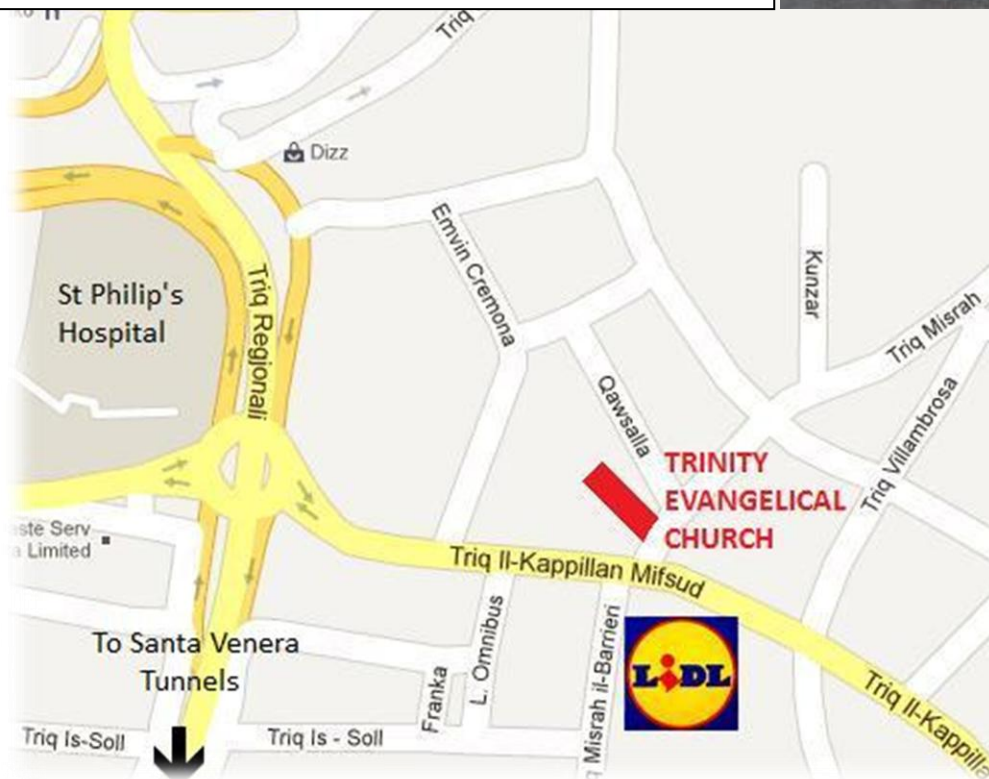 Triq
Dizz
Emvin Cremona
Kunzar
St Philip's
Hospital
Triq Regjonali
Triq Misrah
Qawsalla
Triq Villambrosa
TRINITY
EVANGELICAL
CHURCH
Serv
Limited
Triq Il-Kappillan Mifsud
To Santa Venera
Tunnels
L. Omnibus
Misrah il-Barrieri
LiDL
Franka
Triq Is-Soll
Triq Is - Soll
Triq Il-Kappilla